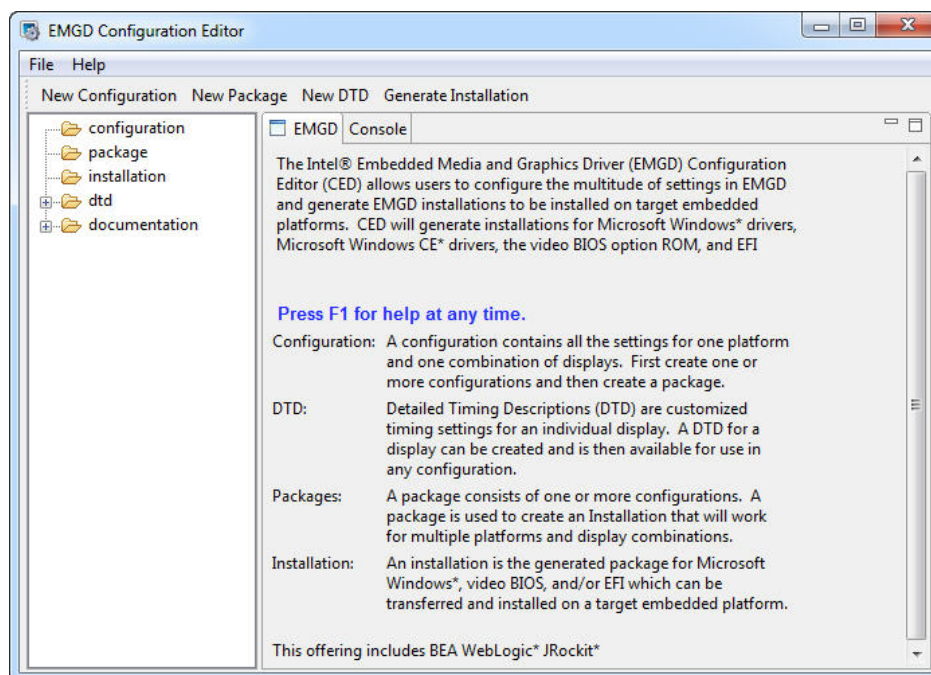 EMGD Configuration Editor
File Help
New Configuration New Package New DTD Generate Installation
configuration
package
installation
dtd
documentation
EMGD Console
The Intel® Embedded Media and Graphics Driver (EMGD) Configuration
Editor (CED) allows users to configure the multitude of settings in EMGD
and generate EMGD installations to be installed on target embedded
platforms. CED will generate installations for Microsoft Windows* drivers,
Microsoft Windows CE* drivers, the video BIOS option ROM, and EFI
Press F1 for help at any time.
Configuration: A configuration contains all the settings for one platform
and one combination of displays. First create one or
more configurations and then create a package.
DTD: Detailed Timing Descriptions (DTD) are customized
timing settings for an individual display. A DTD for a
display can be created and is then available for use in
any configuration.
Packages: A package consists of one or more configurations. A
package is used to create an Installation that will work
for multiple platforms and display combinations.
Installation: An installation is the generated package for Microsoft
Windows*, video BIOS, and/or EFI which can be
transferred and installed on a target embedded platform.
This offering includes BEA WebLogic* JRockit*